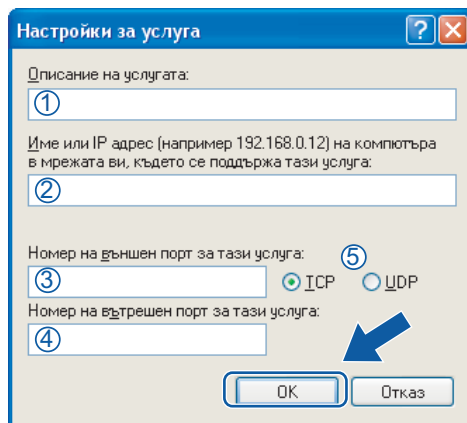 Настройки за услуга
Описание на услугата:
①
Име или IP адрес (например 192.168.0.12) на компютъра
в мрежата ви, където се поддържа тази услуга:
②
Номер на външен порт за тази услуга:
⑤
③
TCP
UDP
Номер на вътрешен порт за тази услуга:
④
OK
Отказ